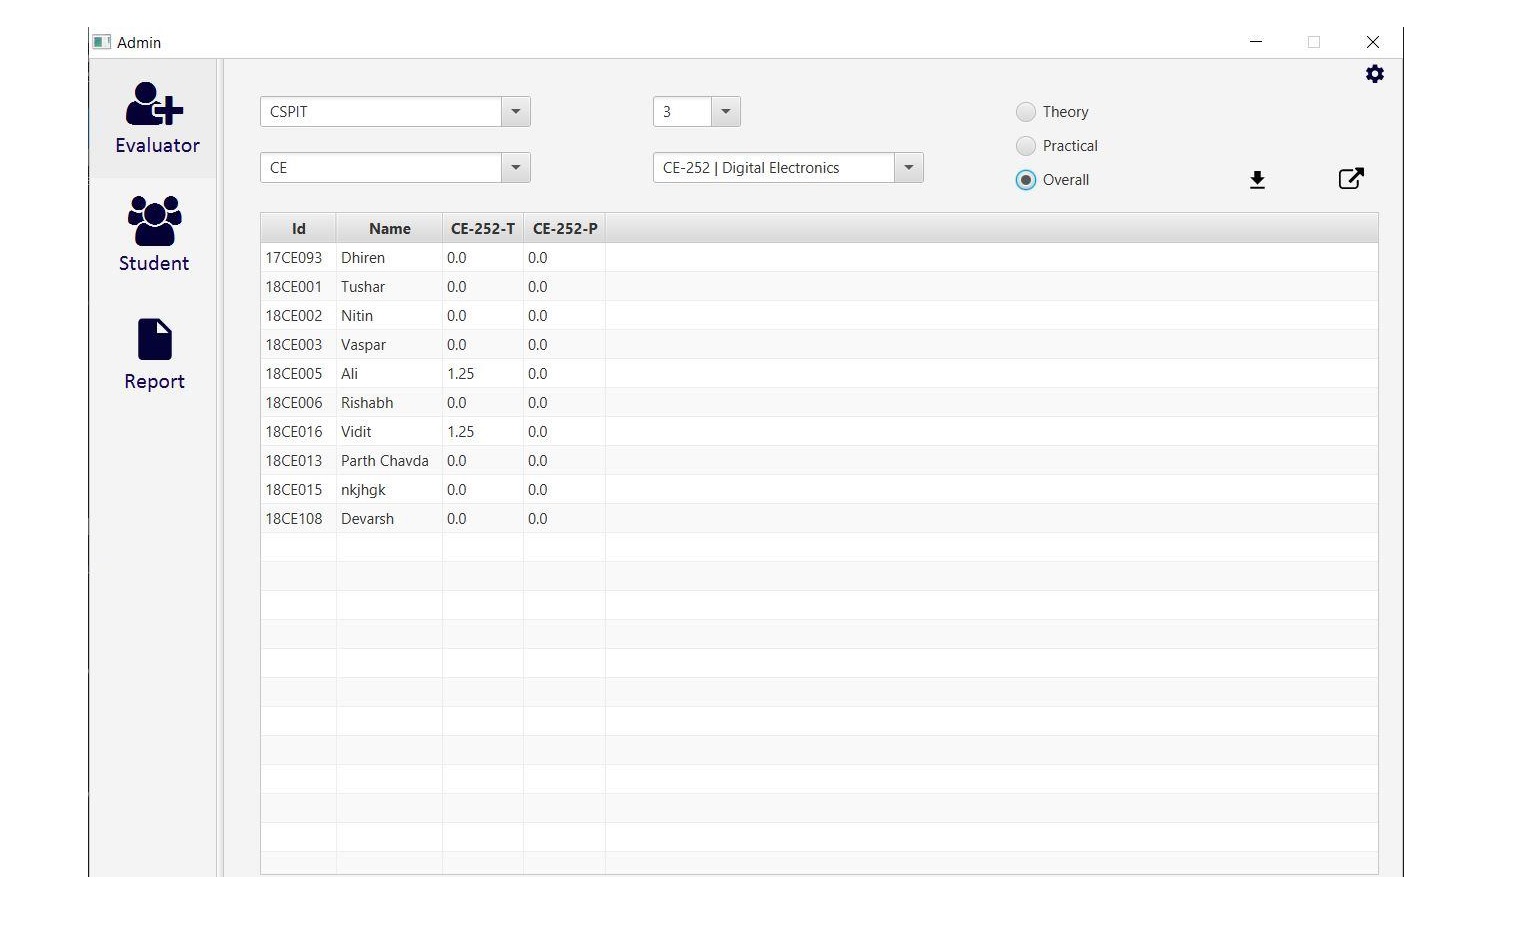 Admin
Evaluator
Student
Report
CSPIT
3
CE
CE-252 | Digital Electronics
Theory
Practical
Overall
Id Name CE-252-T CE-252-P
17CE093 Dhiren 0.0 0.0
18CE001 Tushar 0.0 0.0
18CE002 Nitin 0.0 0.0
18CE003 Vaspar 0.0 0.0
18CE005 Ali 1.25 0.0
18CE006 Rishabh 0.0 0.0
18CE016 Vidit 1.25 0.0
18CE013 Parth Chavda 0.0 0.0
18CE015 nkjhgk 0.0 0.0
18CE108 Devarsh 0.0 0.0